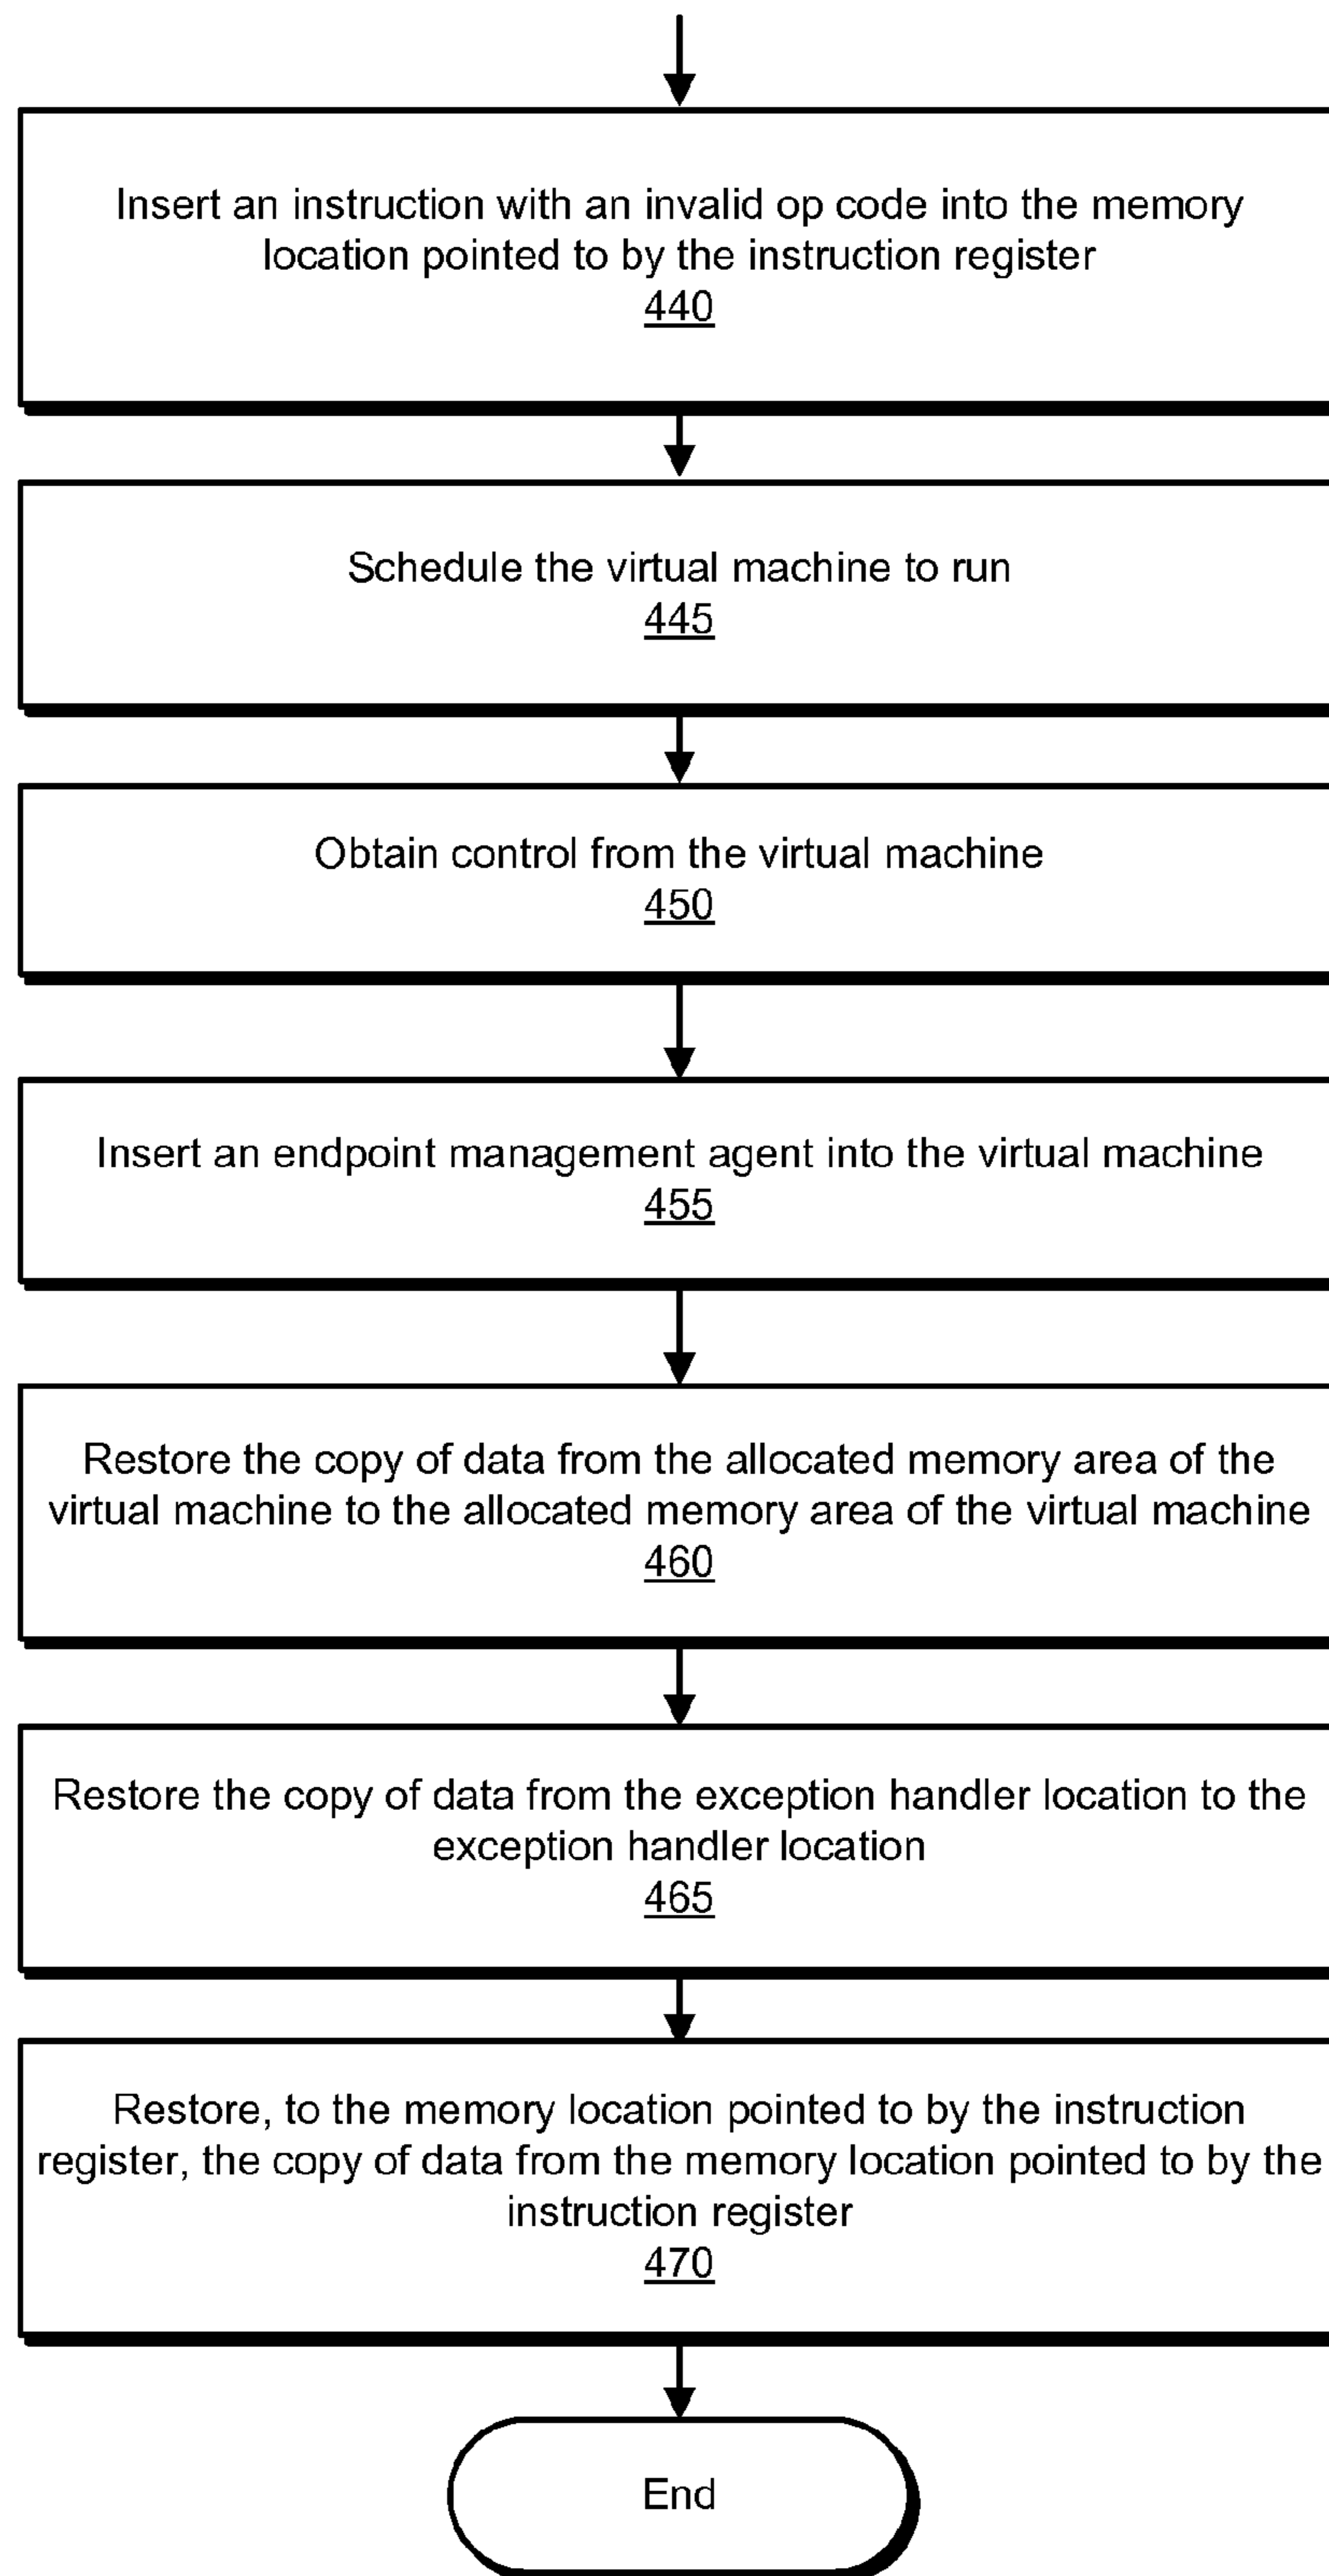 Insert an instruction with an invalid op code into the memory
location pointed to by the instruction register
440
Schedule the virtual machine to run
445
Obtain control from the virtual machine
450
Insert an endpoint management agent into the virtual machine
455
Restore the copy of data from the allocated memory area of the
virtual machine to the allocated memory area of the virtual machine
460
Restore the copy of data from the exception handler location to the
exception handler location
465
Restore, to the memory location pointed to by the instruction
register, the copy of data from the memory location pointed to by the
instruction register
470
End